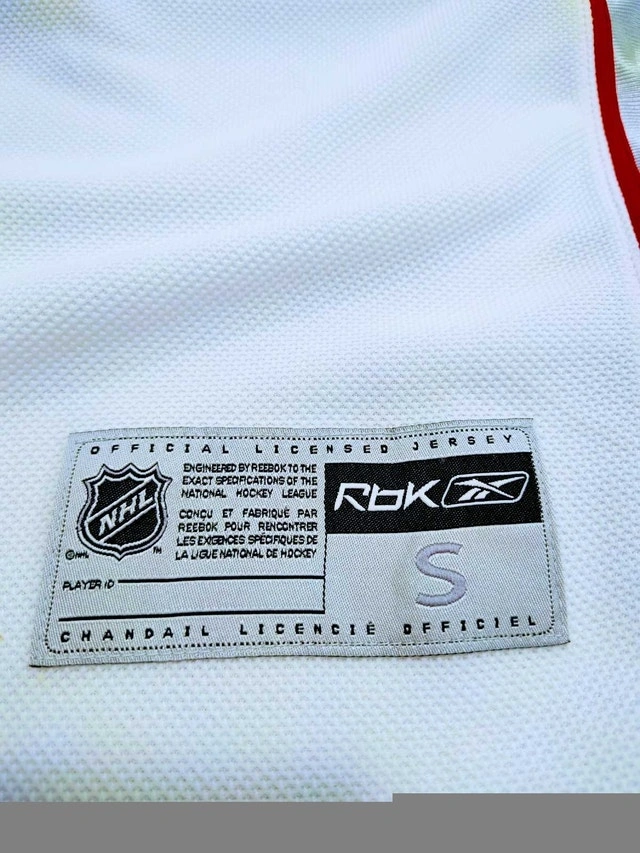 OFFICIAL LICENSED JERSEY
NHL
©NHL
TM
ENGINEERED BY REEBOK TO THE
EXACT SPECIFICATIONS OF THE
NATIONAL HOCKEY LEAGUE
CONÇU ET FABRIQUÉ PAR
REEBOK POUR RENCONTRER
LES EXIGENCES SPÉCIFIQUES DE
LA LIGUE NATIONAL DE HOCKEY
RbK
S
PLAYER ID
CHANDAIL LICENCIÉ OFFICIEL